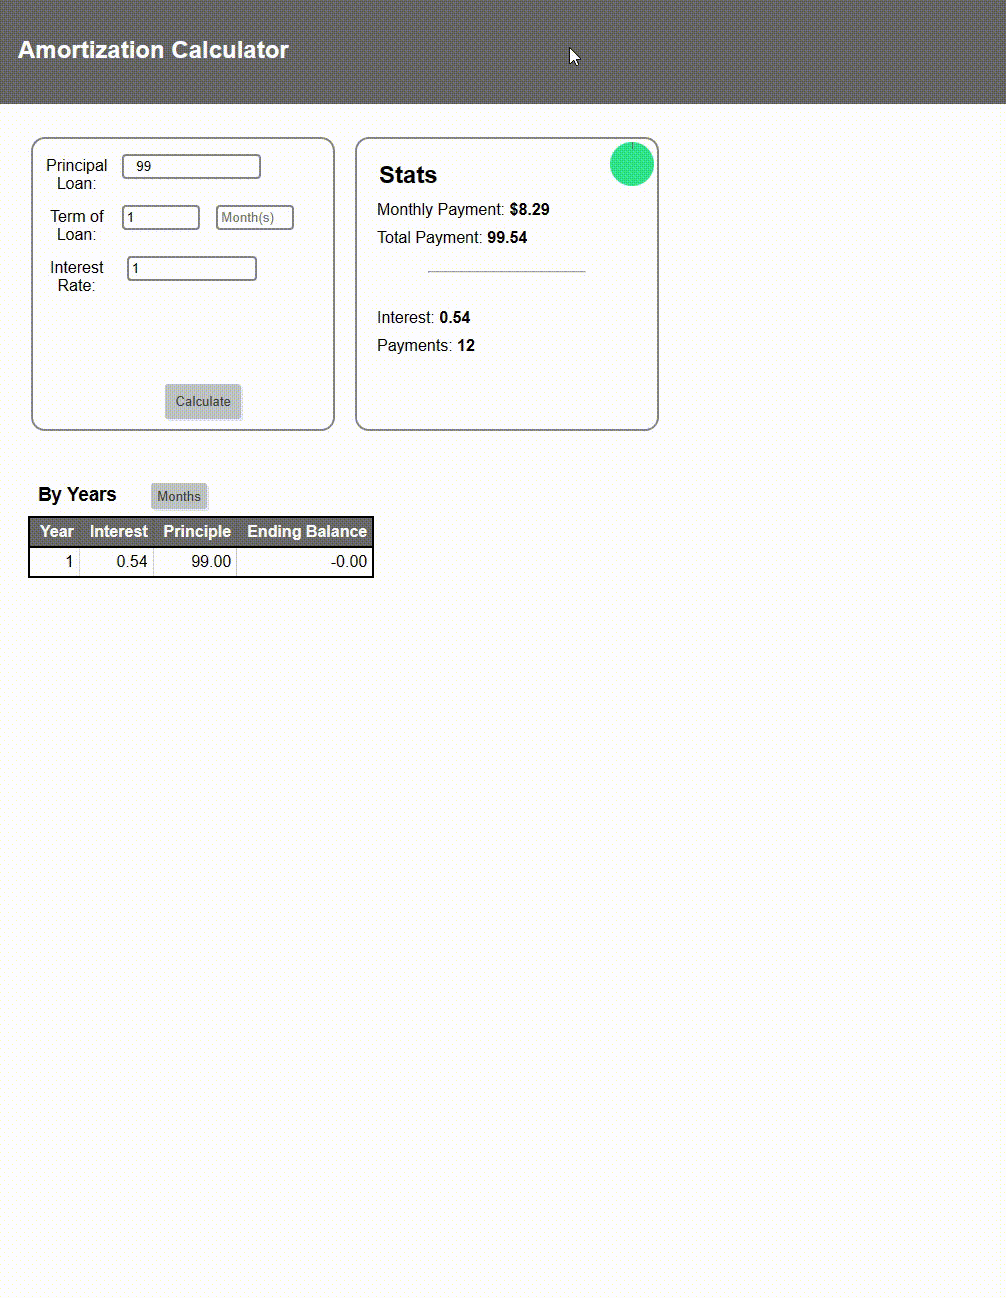 Amortization Calculator
Principal
Loan:
99
Term of
Loan:
1
Month(s)
Interest
Rate:
1
Calculate
Stats
Monthly Payment: $8.29
Total Payment: 99.54
Interest: 0.54
Payments: 12
By Years
Months
Year Interest Principle Ending Balance
1 0.54 99.00 -0.00